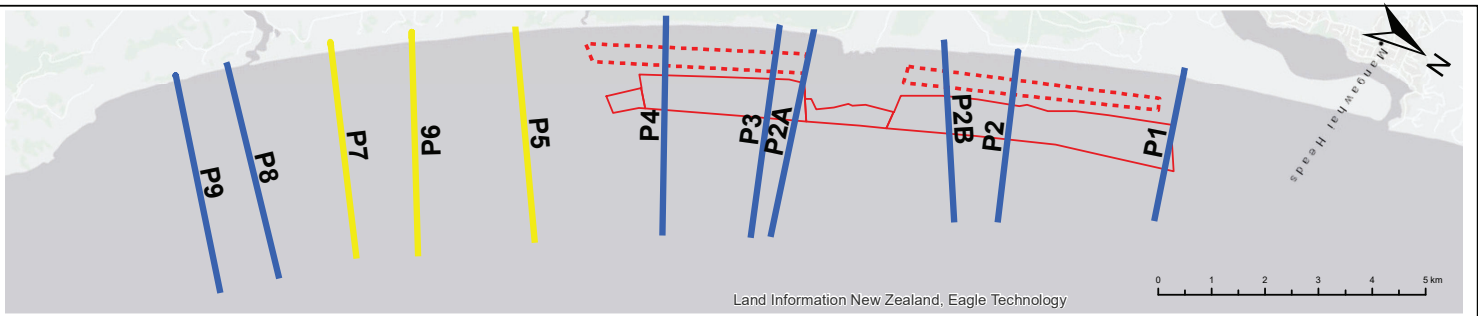 P9
P8
P7
P6
P5
P4
P3
P2A
P2B
P2
P1
Mangawhai Heads
N
0 1 2 3 4 5 km
Land Information New Zealand, Eagle Technology